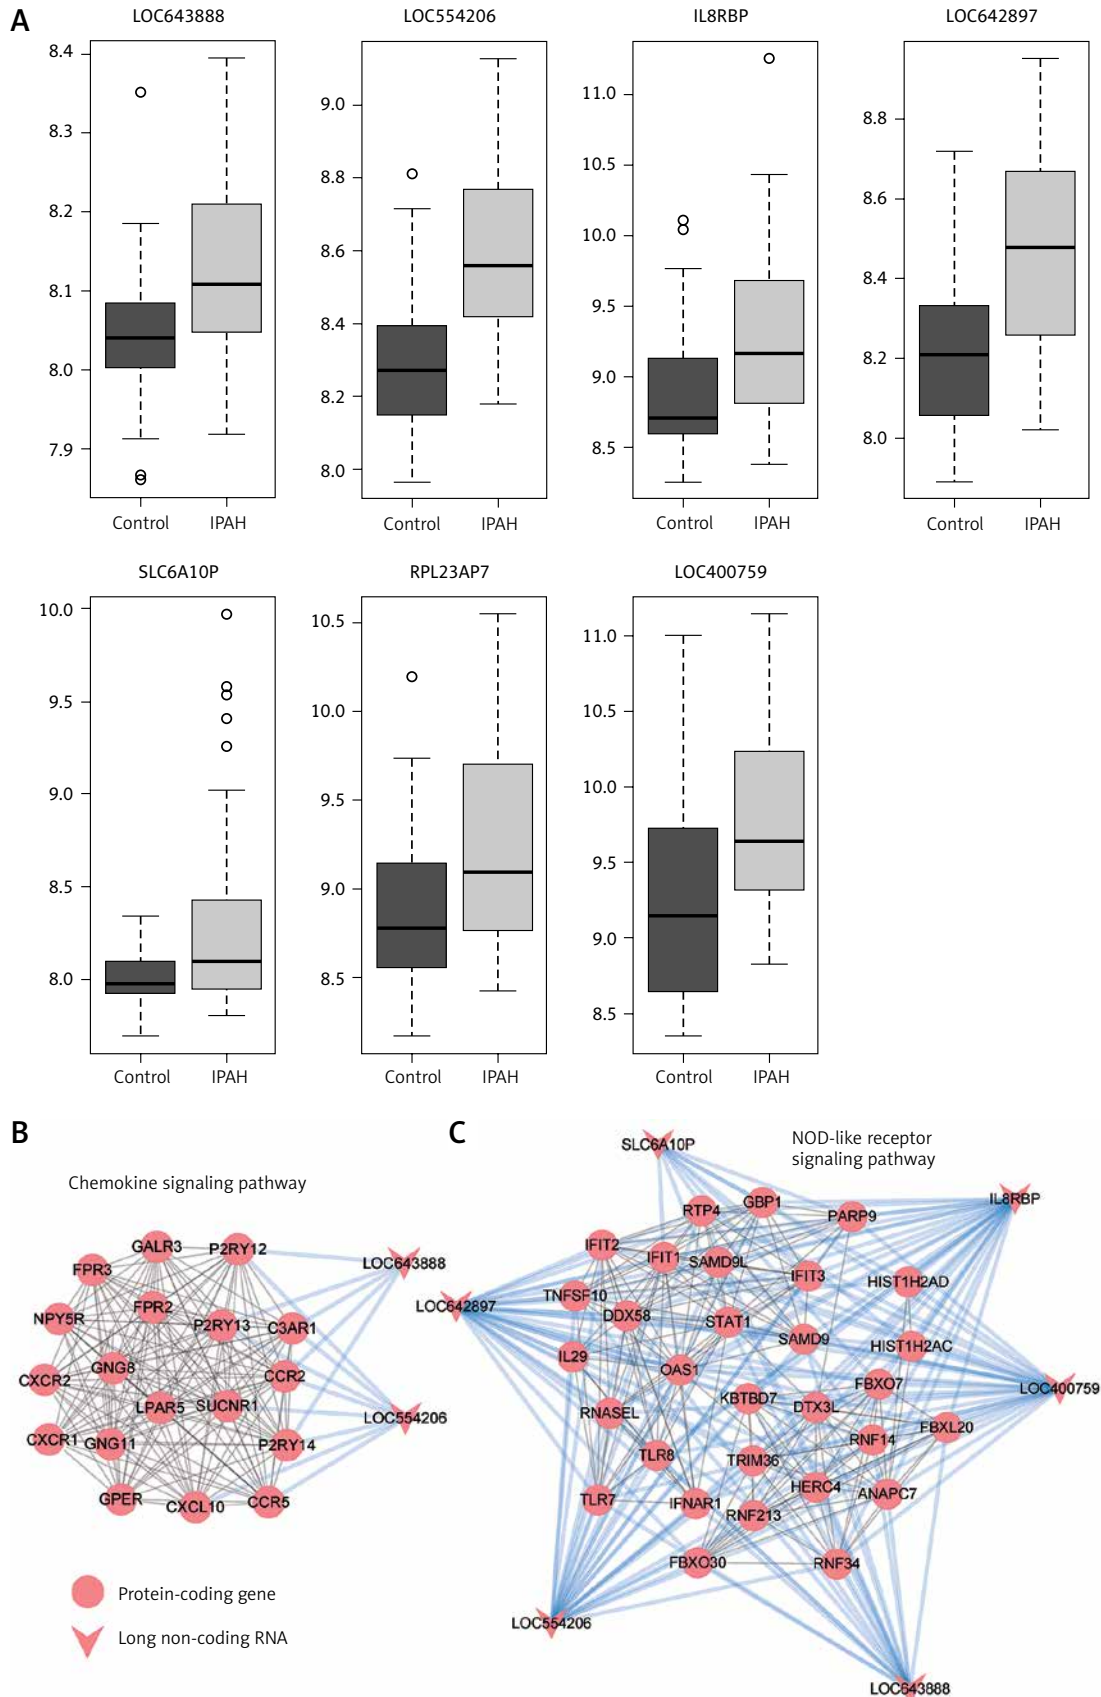 A
LOC643888
LOC554206
IL8RBP
LOC642897
8.4
8.3
8.2
8.1
8.0
7.9
Control
IPAH
9.0
8.8
8.6
8.4
8.2
8.0
Control
IPAH
11.0
10.5
10.0
9.5
9.0
8.5
Control
IPAH
8.8
8.6
8.4
8.2
8.0
Control
IPAH
SLC6A10P
RPL23AP7
LOC400759
10.0
9.5
9.0
8.5
8.0
Control
IPAH
10.5
10.0
9.5
9.0
8.5
Control
IPAH
11.0
10.5
10.0
9.5
9.0
8.5
Control
IPAH
B
Chemokine signaling pathway
GALR3
P2RY12
LOC643888
FPR3
FPR2
NPY5R
P2RY13
C3AR1
GNG8
CCR2
CXCR2
LPAR5
SUCNR1
LOC554206
CXCR1
GNG11
P2RY14
GPER
CXCL10
CCR5
Protein-coding gene
Long non-coding RNA
C
NOD-like receptor
signaling pathway
SLC6A10P
IL8RBP
RTP4
GBP1
PARP9
IFIT2
IFIT1
SAMD9L
IFIT3
HIST1H2AD
TNFSF10
LOC642897
DDX58
STAT1
SAMD9
HIST1H2AC
IL29
OAS1
FBXO7
LOC400759
KBTBD7
DTX3L
RNASEL
FBXL20
RNF14
TLR8
TRIM36
HERC4
ANAPC7
TLR7
IFNAR1
RNF213
FBXO30
RNF34
LOC554206
LOC643888